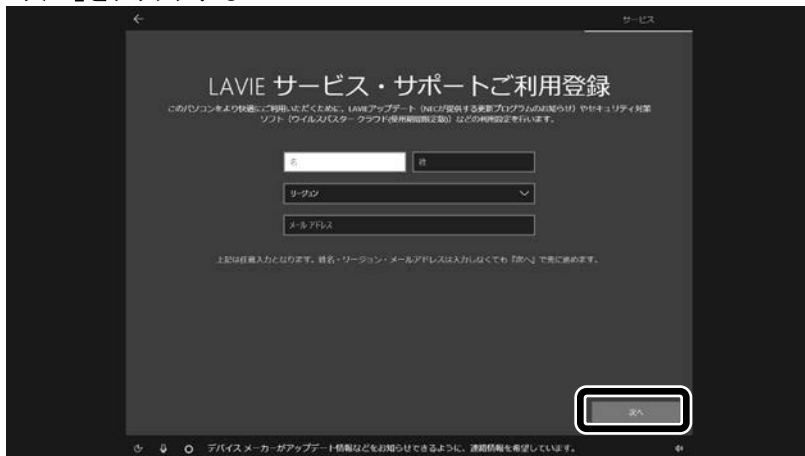 サービス
LAVIE サービス・サポートご利用登録
このパソコンをより快適にご利用いただくために、LAVIEアップデート（NECが提供する更新プログラムのお知らせ）やセキュリティ対策
ソフト（ウイルスバスター クラウド(使用期間限定版)）などの利用設定を行います。
名
姓
リージョン
メール アドレス
上記は任意入力となります。姓名・リージョン・メールアドレスは入力しなくても『次へ』で先に進めます。
次へ
デバイス メーカーがアップデート情報などをお知らせできるように、連絡情報を希望しています。